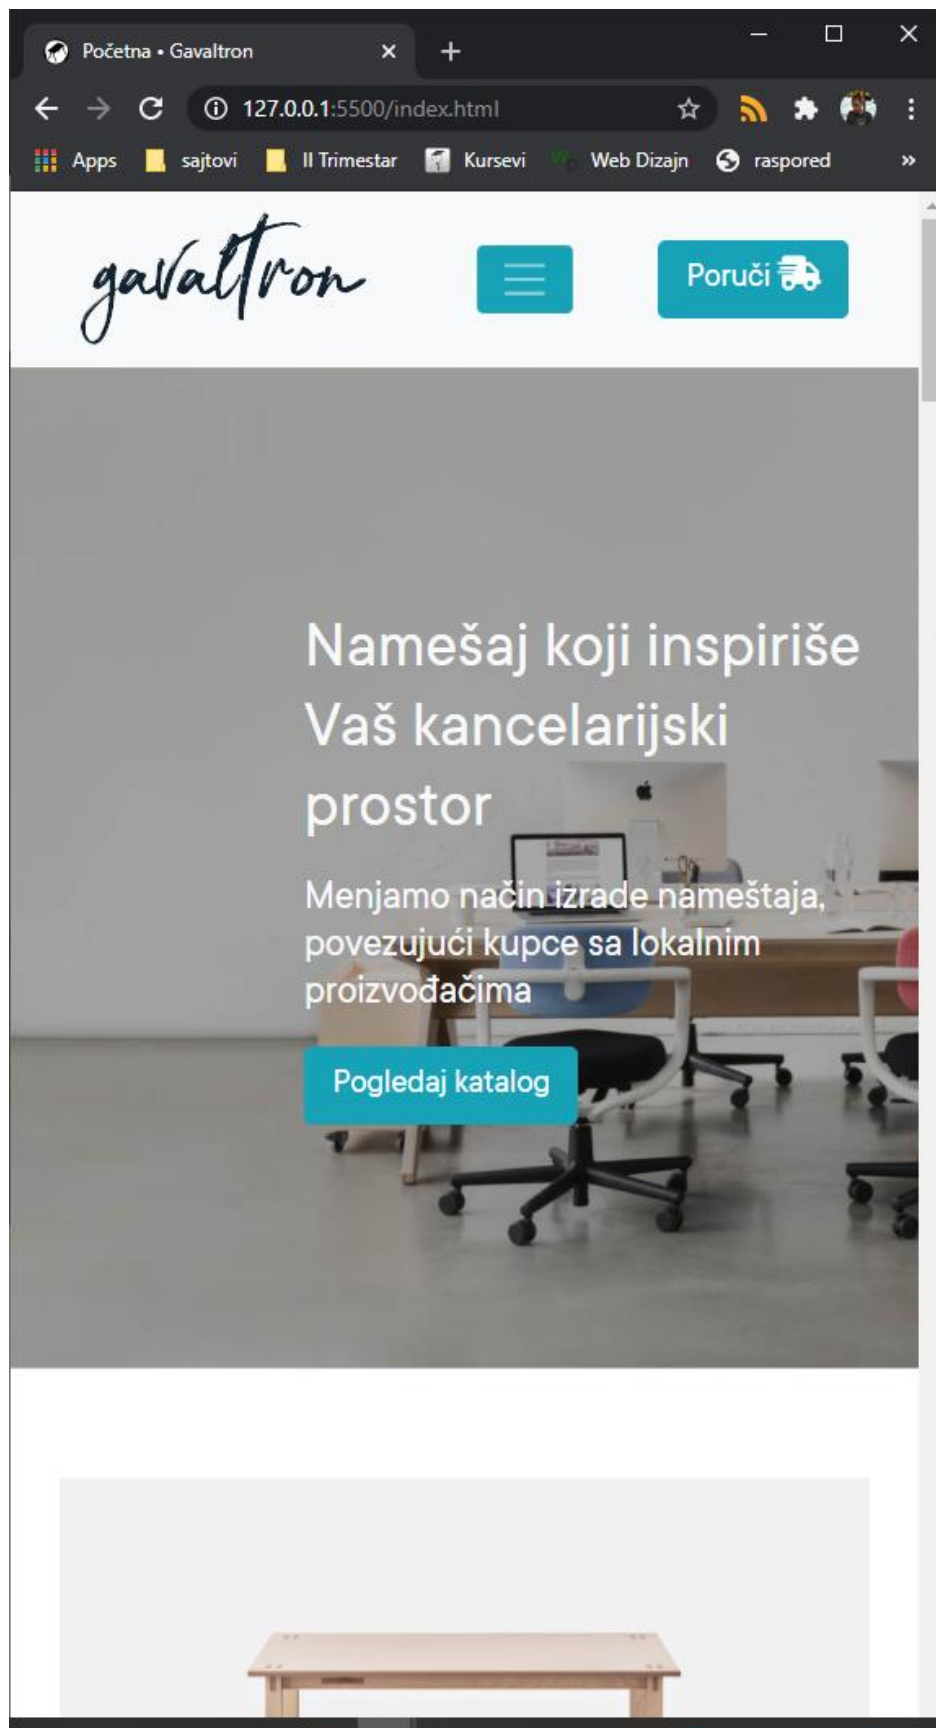 Početna • Gavaltron
127.0.0.1:5500/index.html
Apps sajtovi II Trimestar Kursevi Web Dizajn raspored »
gavaltron
Poruči
Namešaj koji inspiriše
Vaš kancelarijski
prostor
Menjamo način izrade nameštaja,
povezujući kupce sa lokalnim
proizvođačima
Pogledaj katalog